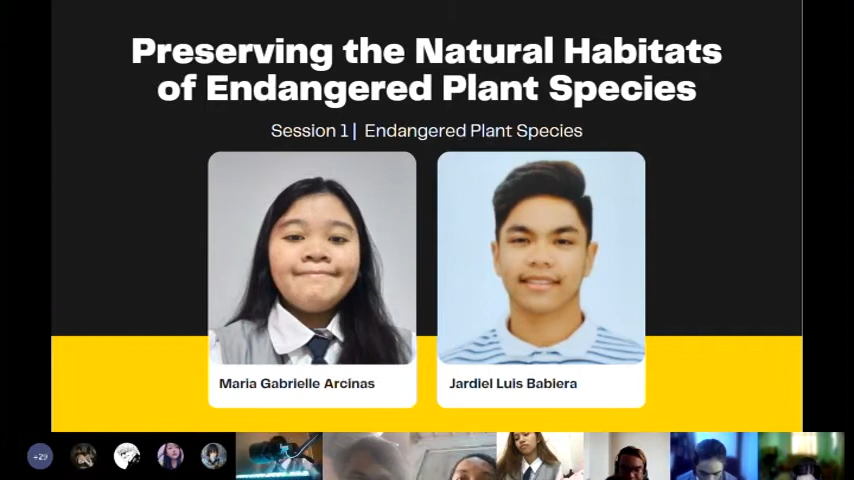 Preserving the Natural Habitats
of Endangered Plant Species
Session 1 | Endangered Plant Species
Maria Gabrielle Arcinas
Jardiel Luis Babiera
+29